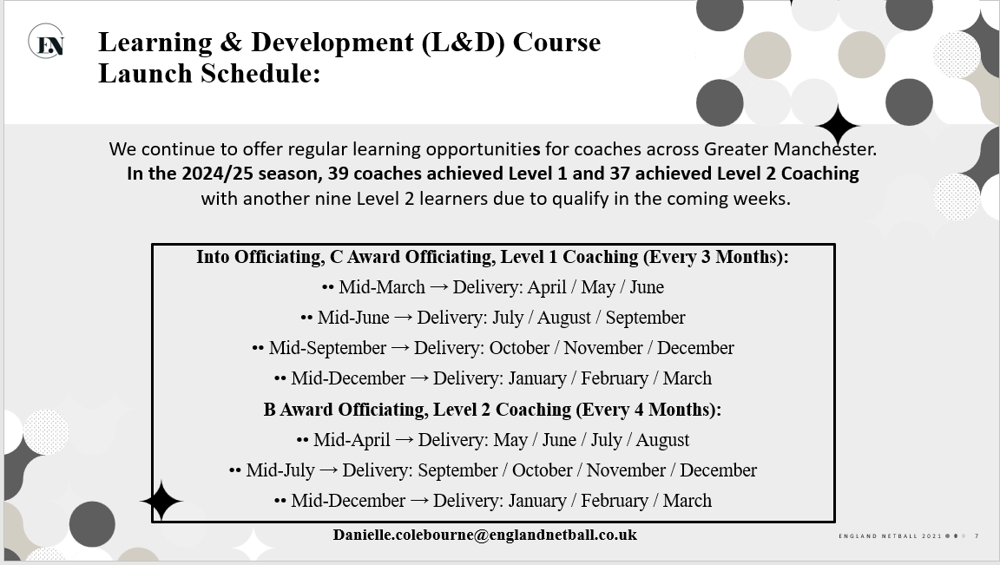 EN
Learning & Development (L&D) Course
Launch Schedule:
We continue to offer regular learning opportunities for coaches across Greater Manchester.
In the 2024/25 season, 39 coaches achieved Level 1 and 37 achieved Level 2 Coaching
with another nine Level 2 learners due to qualify in the coming weeks.
Into Officiating, C Award Officiating, Level 1 Coaching (Every 3 Months):
•• Mid-March → Delivery: April / May / June
•• Mid-June → Delivery: July / August / September
•• Mid-September → Delivery: October / November / December
•• Mid-December → Delivery: January / February / March
B Award Officiating, Level 2 Coaching (Every 4 Months):
•• Mid-April → Delivery: May / June / July / August
•• Mid-July → Delivery: September / October / November / December
•• Mid-December → Delivery: January / February / March
Danielle.colebourne@englandnetball.co.uk
ENGLAND NETBALL 2021 7